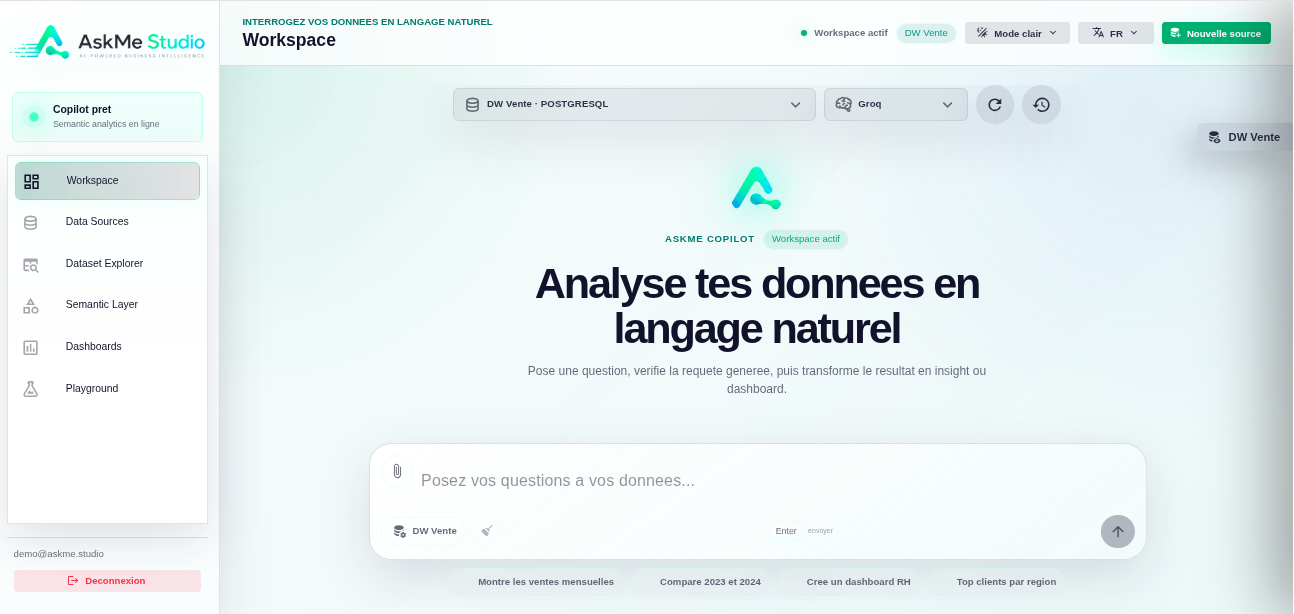 AskMe Studio
AI-POWERED BUSINESS INTELLIGENCE
INTERROGEZ VOS DONNEES EN LANGAGE NATUREL
Workspace
Workspace actif
DW Vente
Mode clair
FR
Nouvelle source
Copilot pret
Semantic analytics en ligne
Workspace
Data Sources
Dataset Explorer
Semantic Layer
Dashboards
Playground
demo@askme.studio
Deconnexion
DW Vente · POSTGRESQL
Groq
DW Vente
ASKME COPILOT
Workspace actif
Analyse tes donnees en
langage naturel
Pose une question, verifie la requete generee, puis transforme le resultat en insight ou
dashboard.
Posez vos questions a vos donnees...
DW Vente
Enter
envoyer
Montre les ventes mensuelles
Compare 2023 et 2024
Cree un dashboard RH
Top clients par region